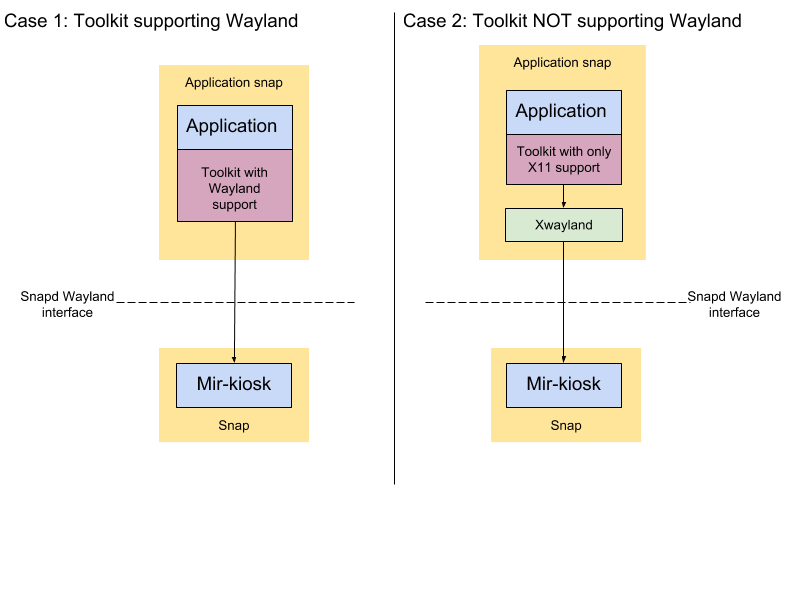 Case 1: Toolkit supporting Wayland
Application snap
Application
Toolkit with
Wayland
support
Snapd Wayland
interface
Mir-kiosk
Snap
Case 2: Toolkit NOT supporting Wayland
Application snap
Application
Toolkit with only
X11 support
Xwayland
Snapd Wayland
interface
Mir-kiosk
Snap